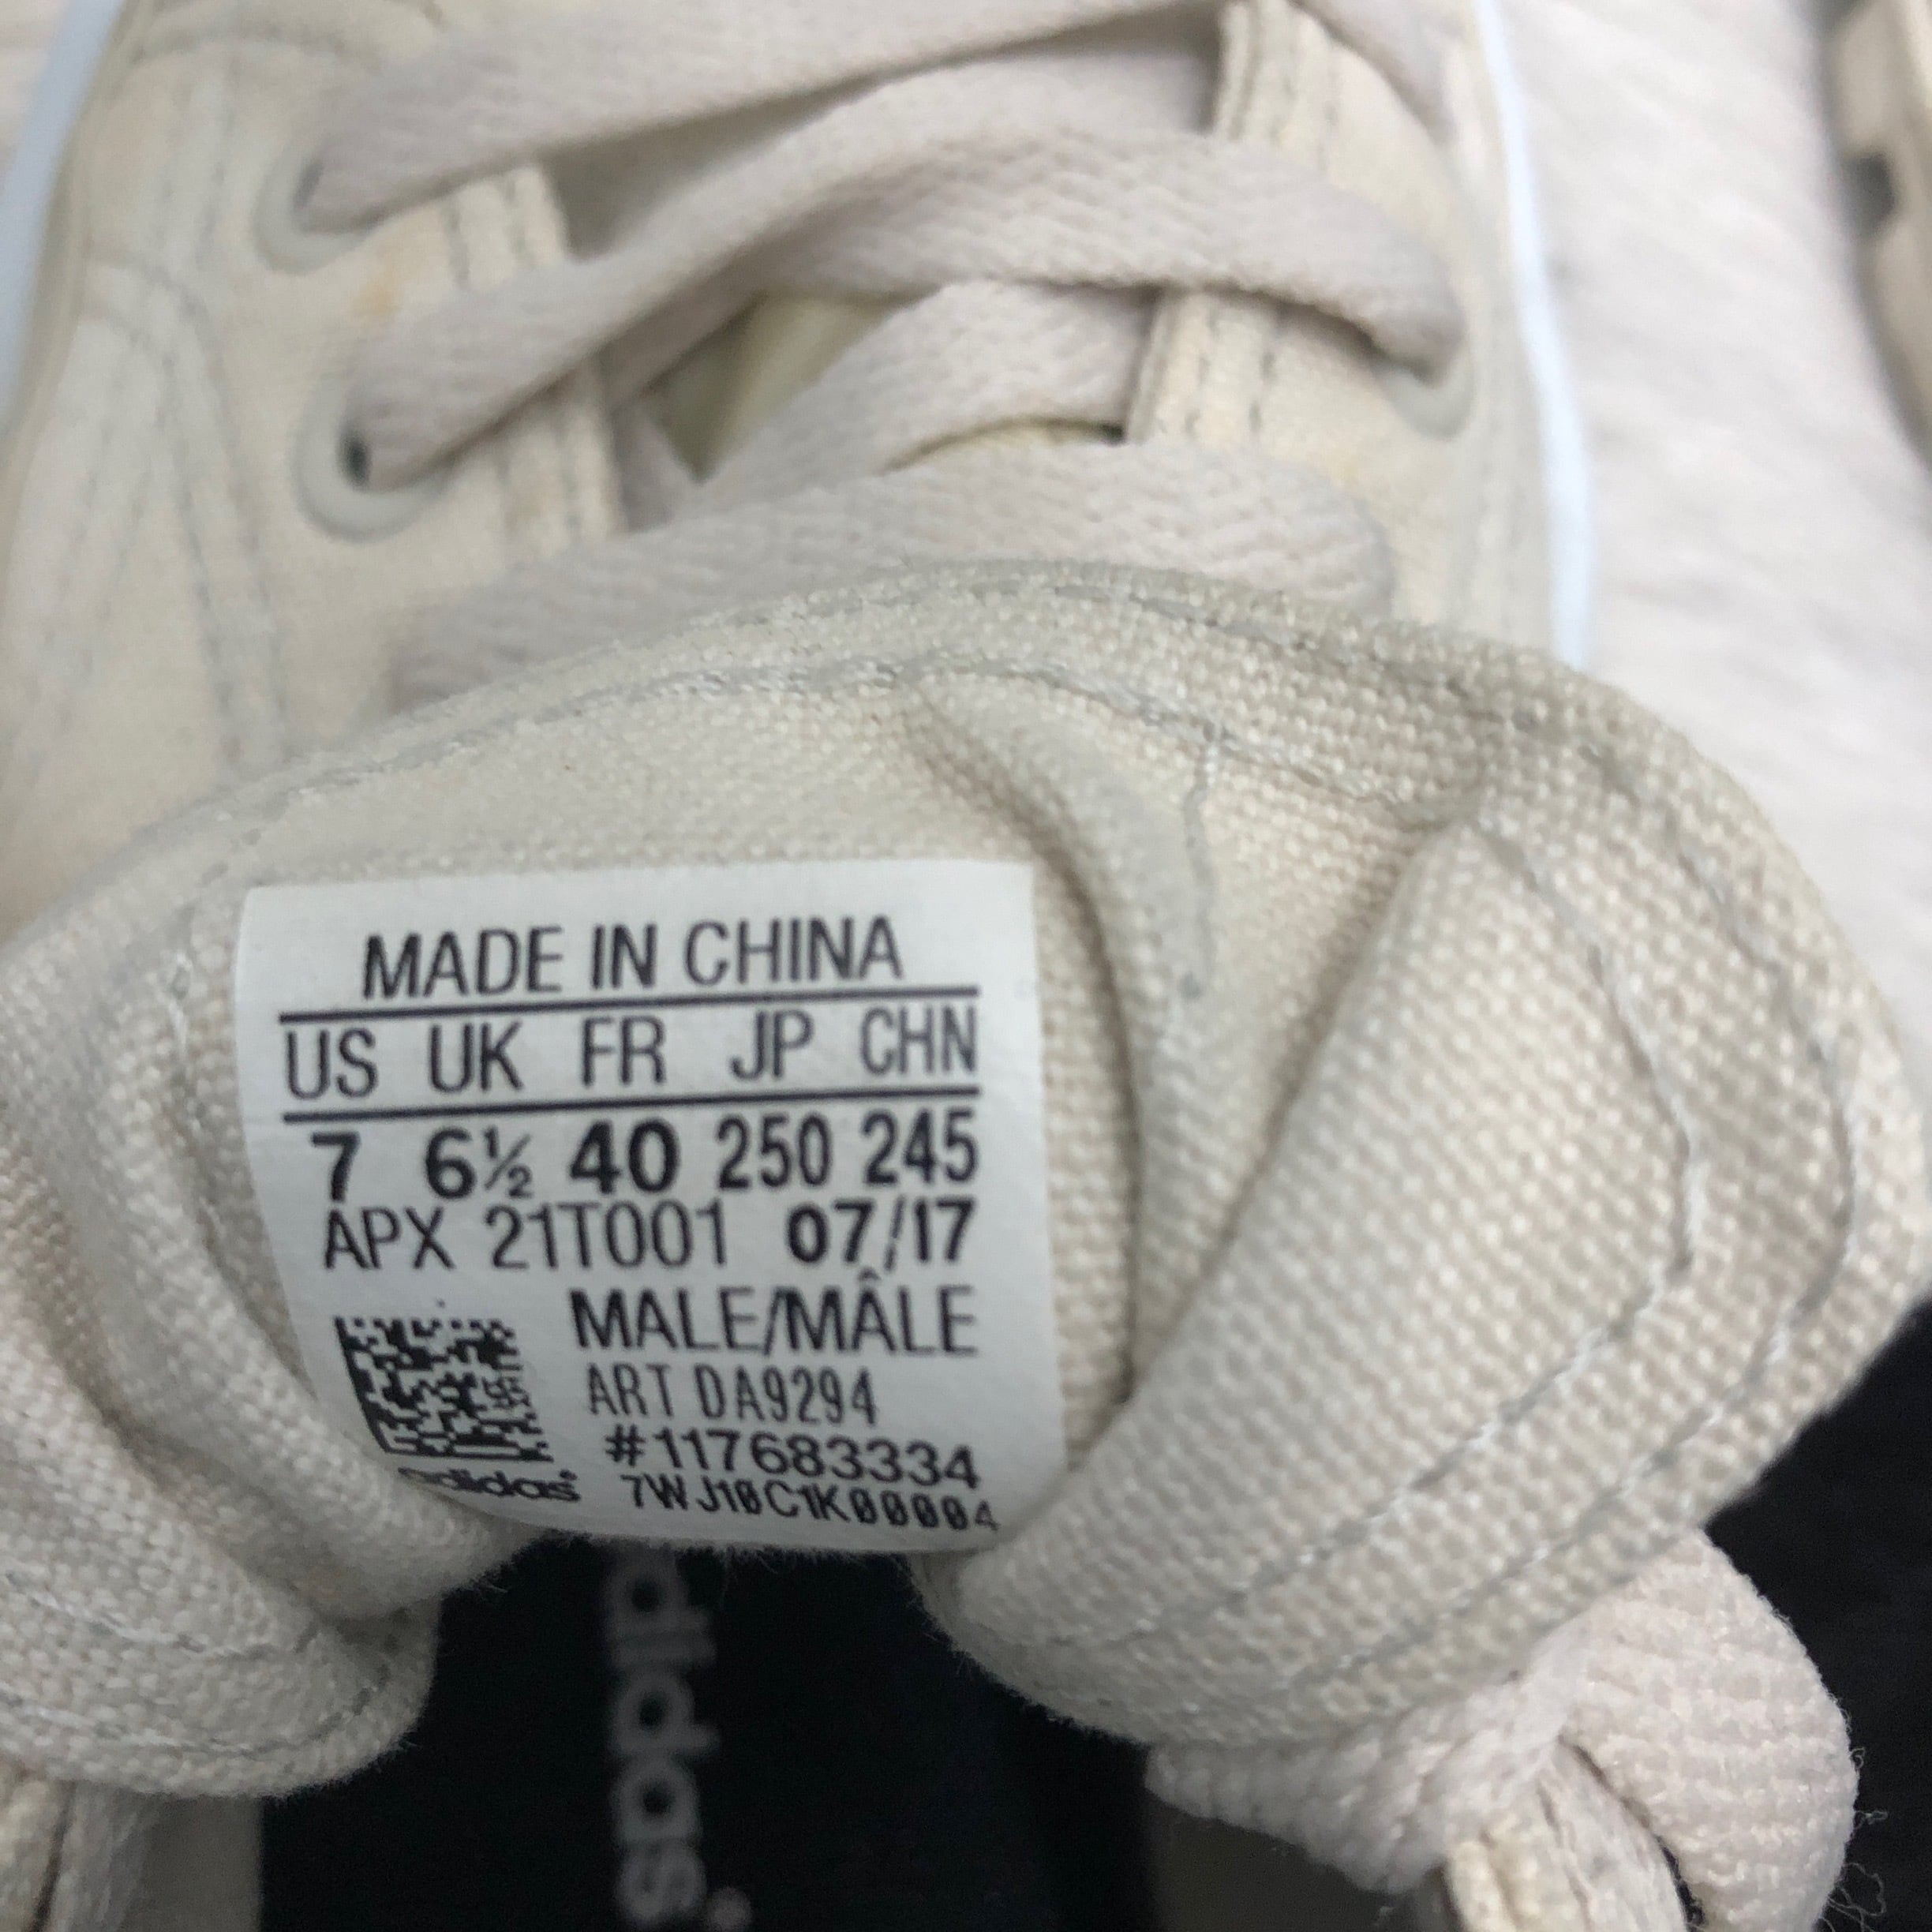 MADE IN CHINA
US UK FR JP CHN
7 6½ 40 250 245
APX 21T001 07/17
MALE/MÂLE
ART DA9294
#117683334
adidas
7WJ10C1K00004
adidas